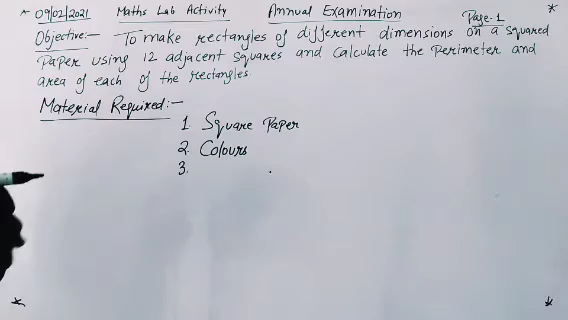 09/02/2021 Maths Lab Activity Annual Examination Page-1
Objective:- To make rectangles of different dimensions on a squared
Paper using 12 adjacent squares and calculate the Perimeter and
area of each of the rectangles
Material Required:-
1. Square Paper
2. Colours
3.